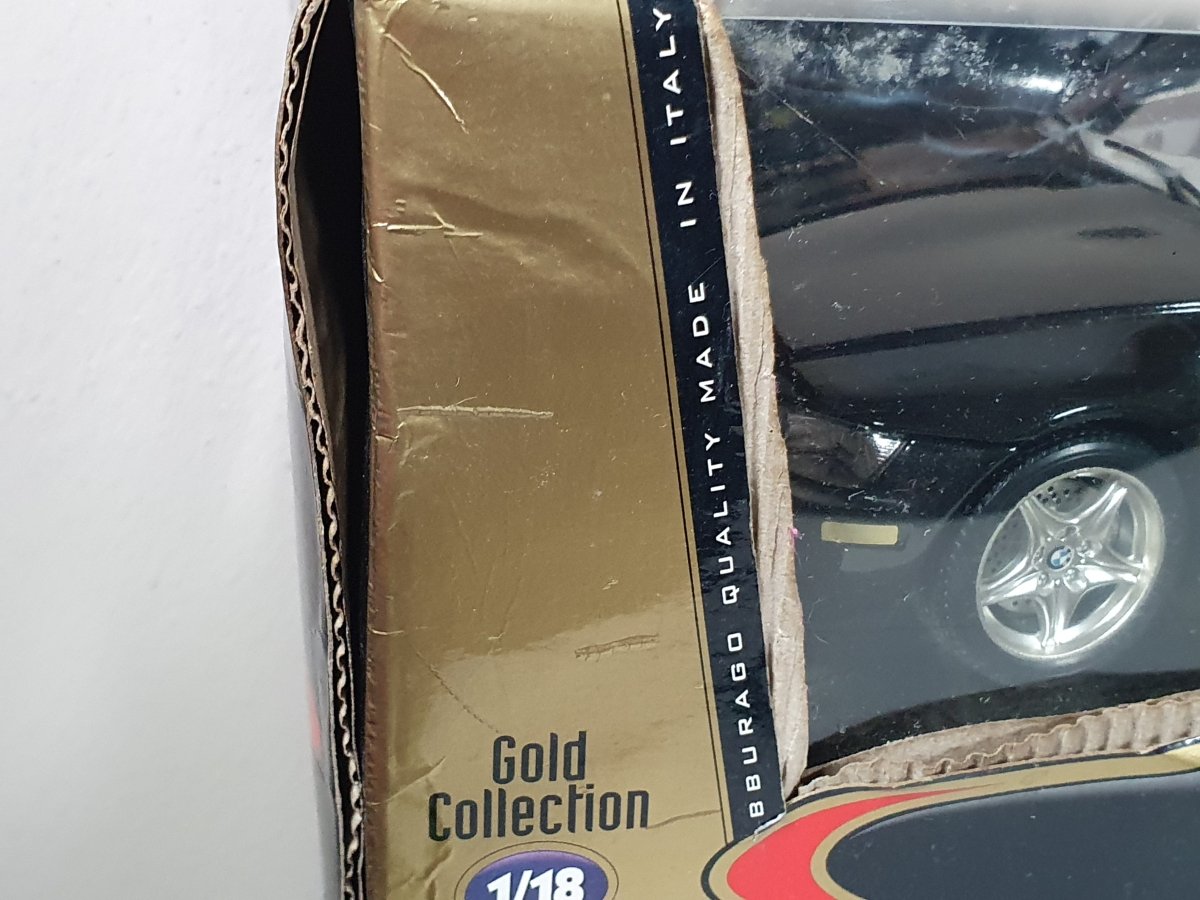 BBURAGO QUALITY MADE IN ITALY
Gold
Collection
1/18